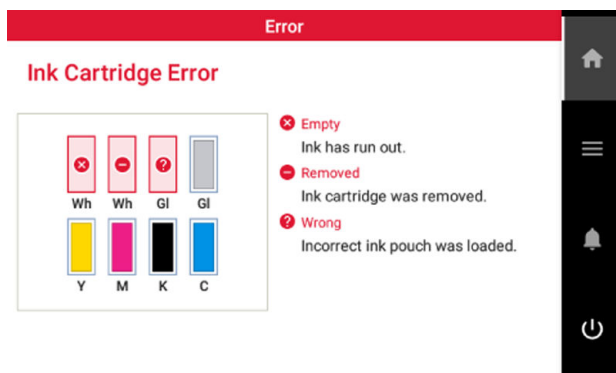 Error
Ink Cartridge Error
Wh Wh Gl Gl
Y M K C
Empty
Ink has run out.
Removed
Ink cartridge was removed.
? Wrong
Incorrect ink pouch was loaded.